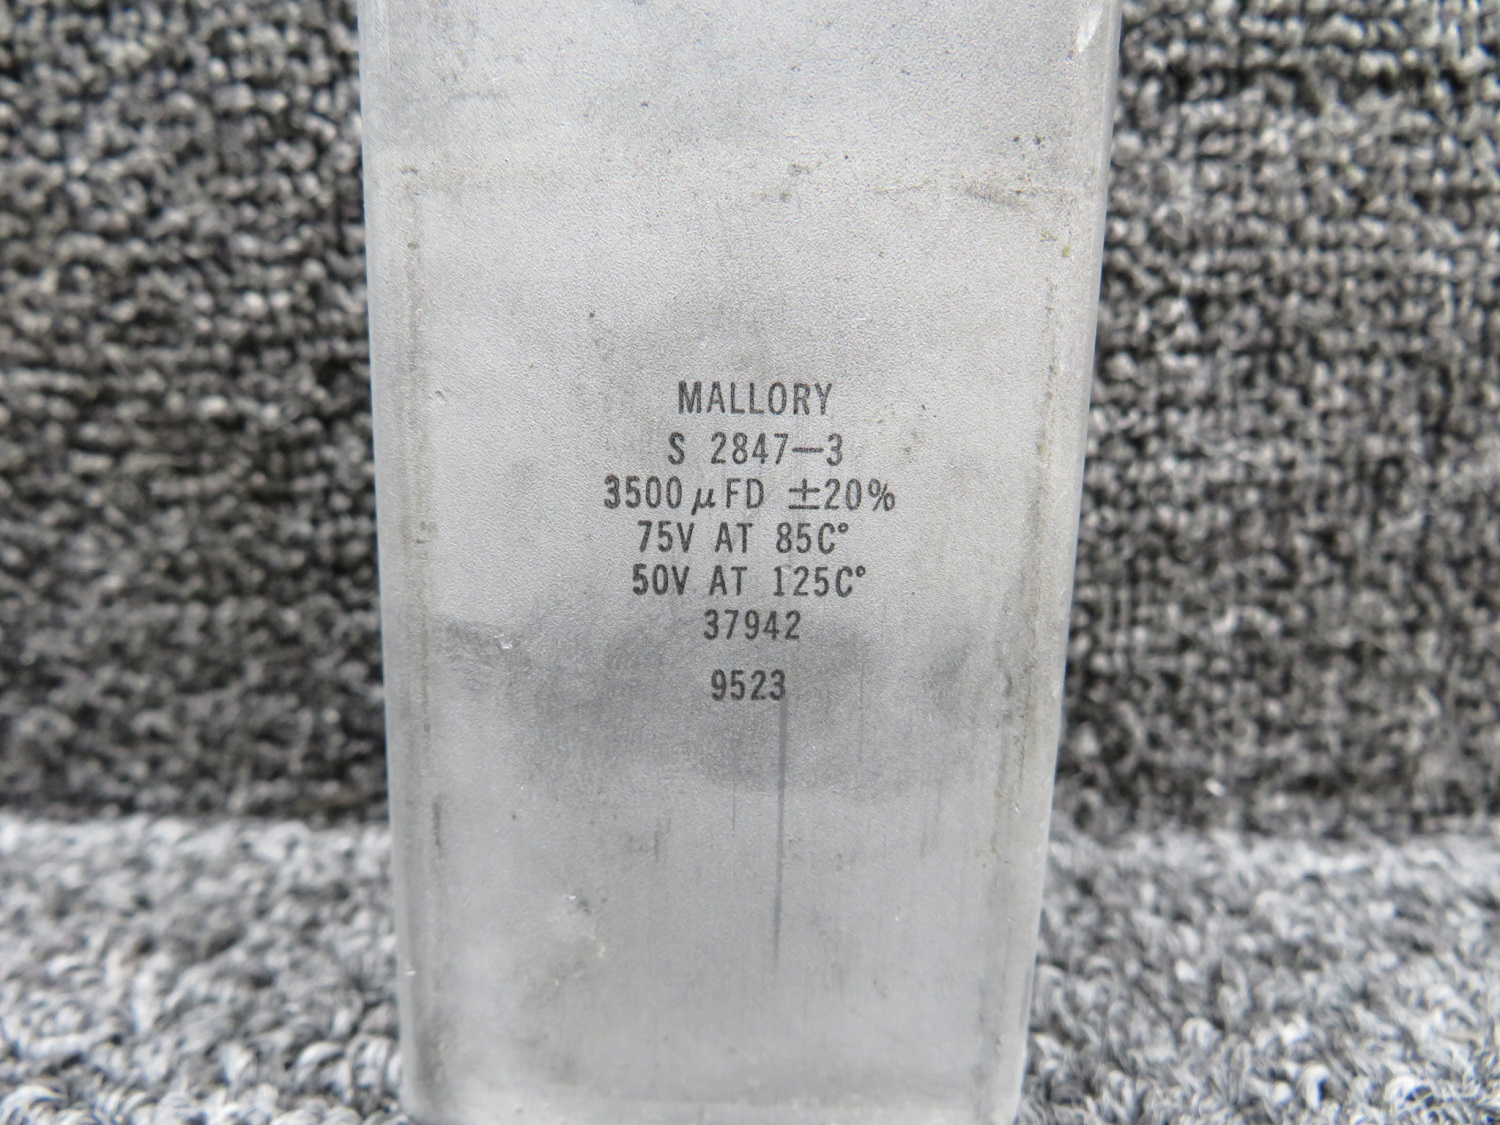 MALLORY
S 2847-3
3500 μFD ±20%
75V AT 85C°
50V AT 125C°
37942
9523